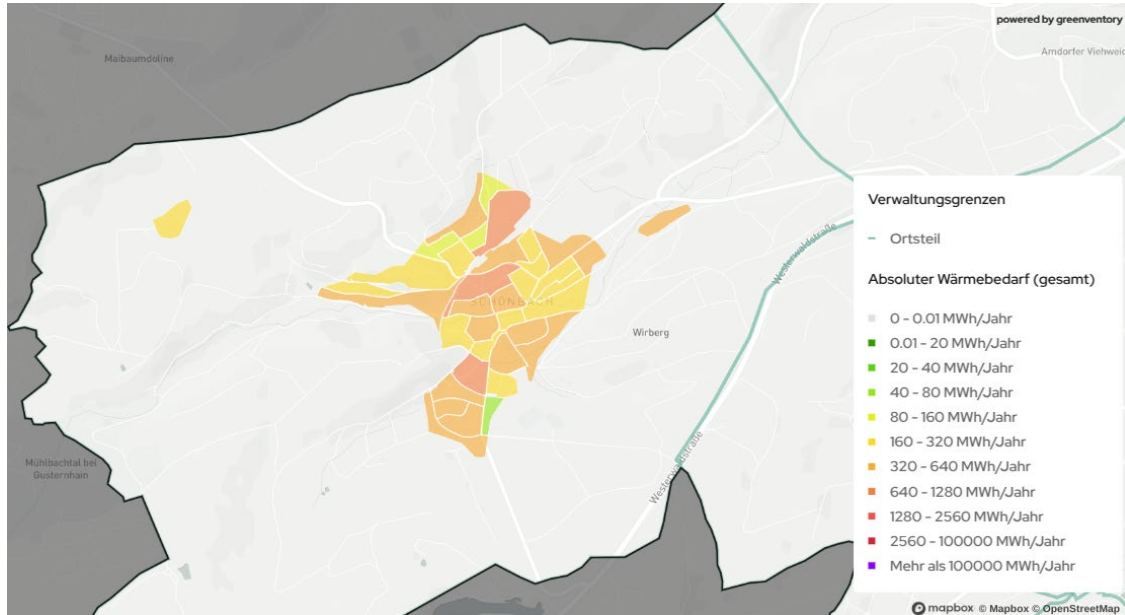 powered by greenventory
Maibaumdoline
Arndorfer Viehweid
Verwaltungsgrenzen
Ortsteil
Westerwaldstraße
Absoluter Wärmebedarf (gesamt)
SCHÖNBACH
0 - 0.01 MWh/Jahr
Wirberg
0.01 - 20 MWh/Jahr
20 - 40 MWh/Jahr
40 - 80 MWh/Jahr
80 - 160 MWh/Jahr
160 - 320 MWh/Jahr
Mühlbachtal bei
Gusternhain
Westerwaldstraße
320 - 640 MWh/Jahr
640 - 1280 MWh/Jahr
1280 - 2560 MWh/Jahr
2560 - 100000 MWh/Jahr
Mehr als 100000 MWh/Jahr
mapbox © Mapbox © OpenStreetMap